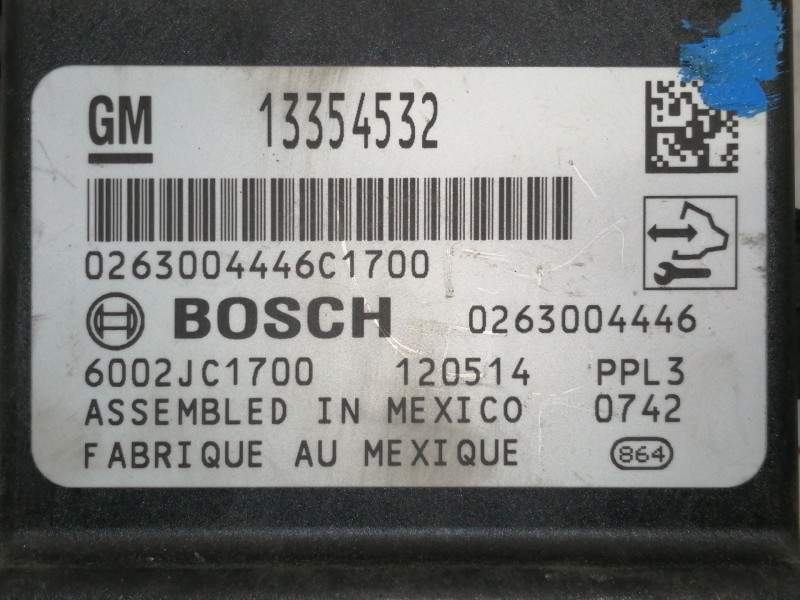 GM 13354532
0263004446C1700
BOSCH 0263004446
6002JC1700 120514 PPL3
ASSEMBLED IN MEXICO 0742
FABRIQUE AU MEXIQUE 864